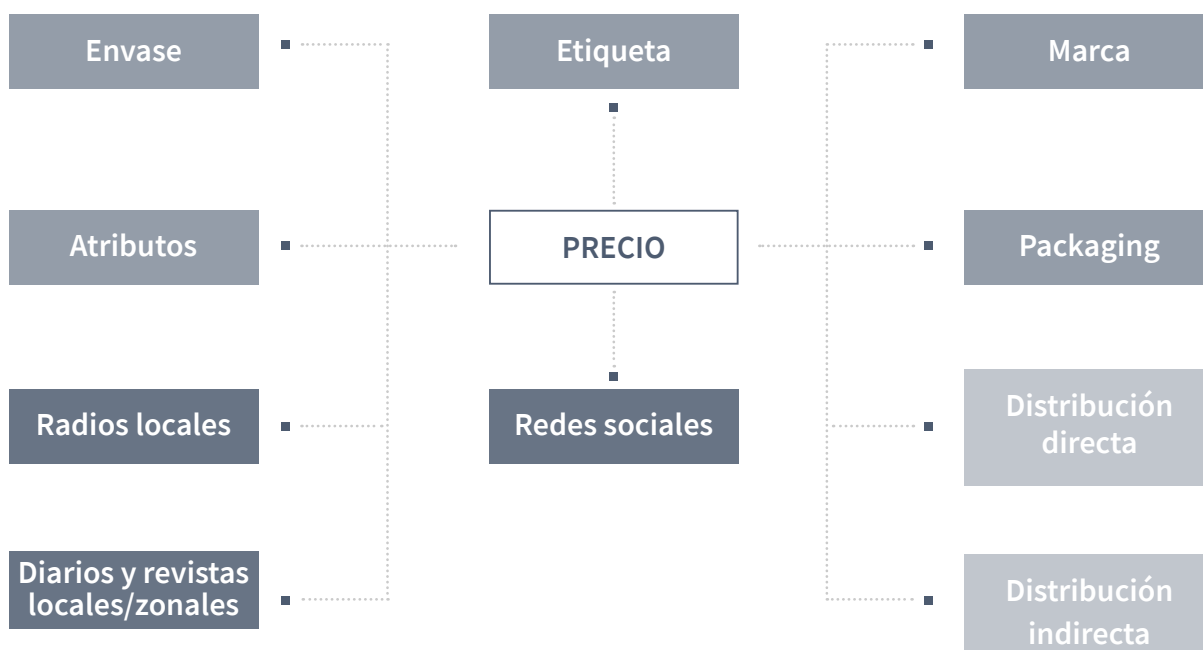 Envase
Etiqueta
Marca
Atributos
PRECIO
Packaging
Radios locales
Redes sociales
Distribución
directa
Diarios y revistas
locales/zonales
Distribución
indirecta